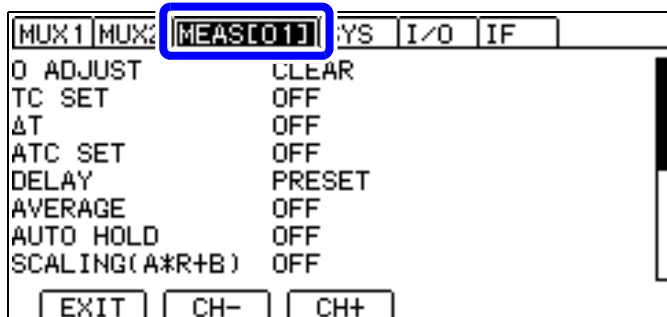 MUX1 MUX2 MEAS[01] SYS I/O IF
0 ADJUST CLEAR
TC SET OFF
ΔT OFF
ATC SET OFF
DELAY PRESET
AVERAGE OFF
AUTO HOLD OFF
SCALING(A*R+B) OFF
EXIT CH- CH+